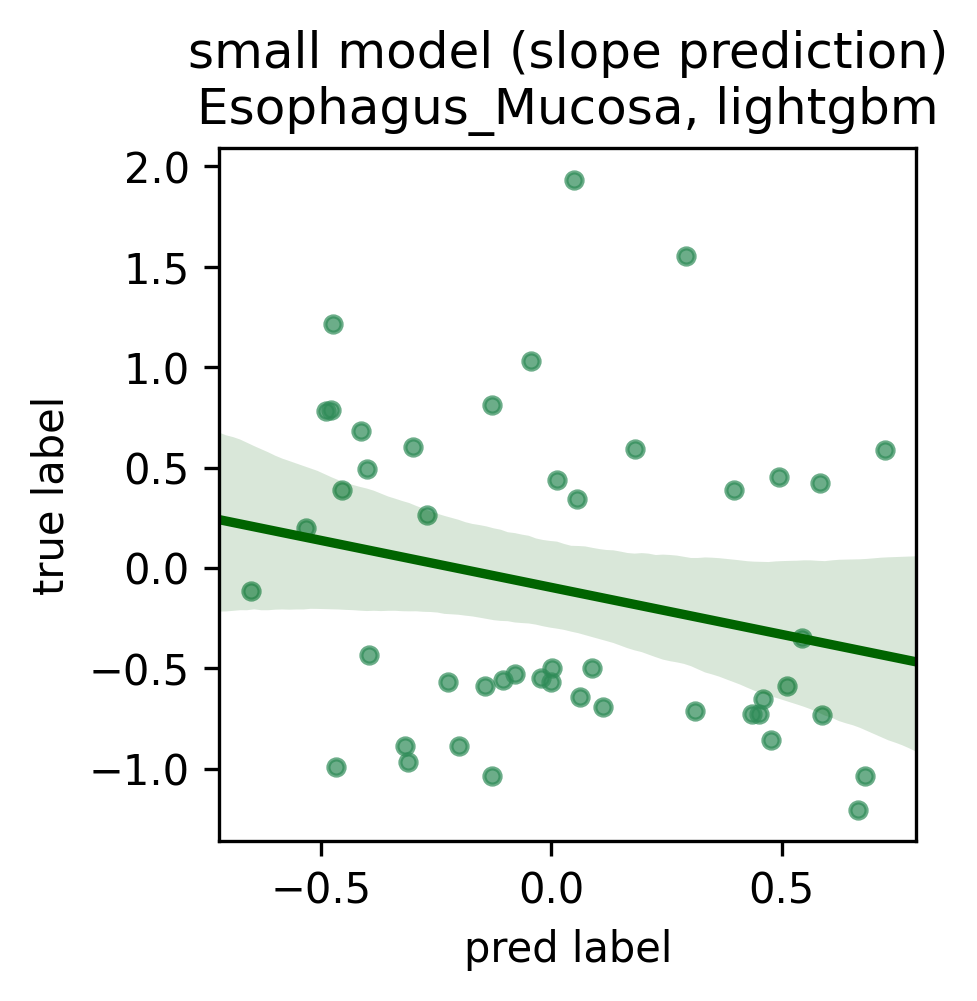 small model (slope prediction)
Esophagus_Mucosa, lightgbm
2.0
1.5
1.0
0.5
0.0
−0.5
−1.0
true label
−0.5
0.0
0.5
pred label